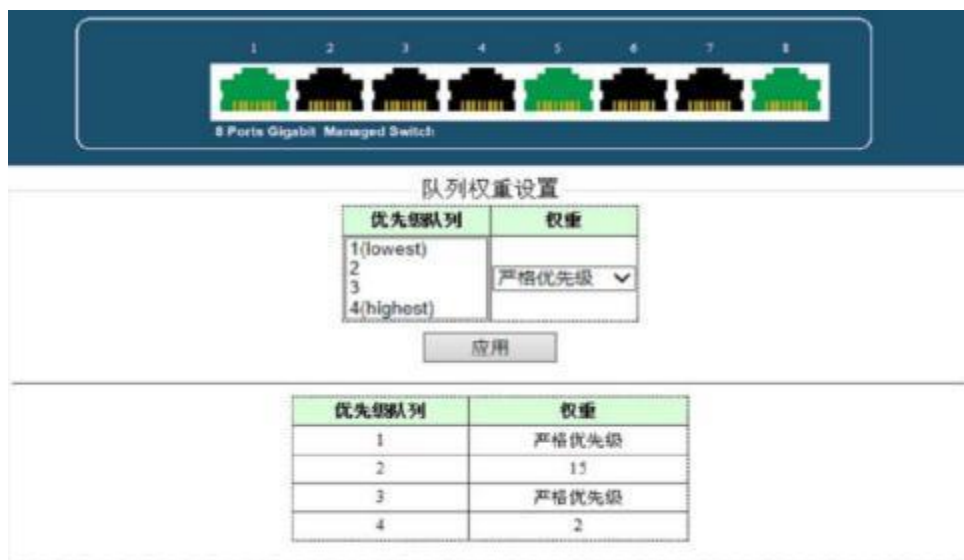 1 2 3 4 5 6 7 8
8 Ports Gigabit Managed Switch
队列权重设置
优先级队列 权重
1(lowest)
2
3
4(highest)
严格优先级
应用
优先级队列 权重
1 严格优先级
2 15
3 严格优先级
4 2